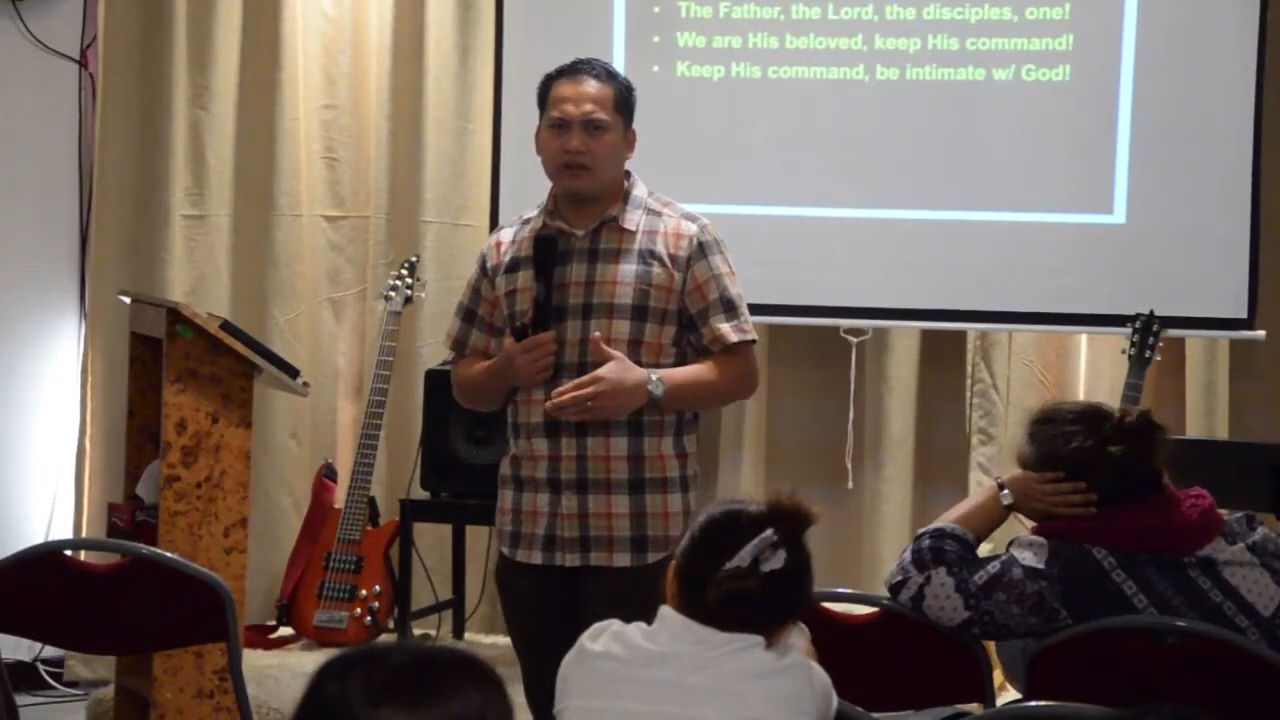 • The Father, the Lord, the disciples, one!
• We are His beloved, keep His command!
• Keep His command, be intimate w/ God!